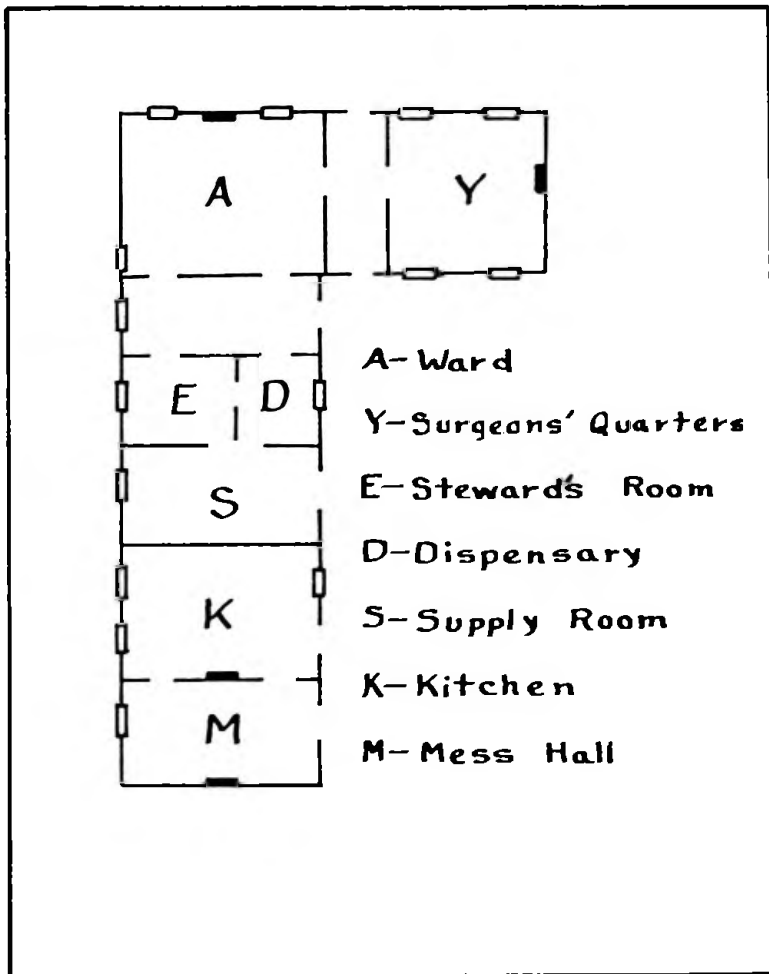 A
Y
E
D
S
K
M
A-Ward
Y-Surgeons' Quarters
E-Steward's Room
D-Dispensary
S-Supply Room
K-Kitchen
M-Mess Hall